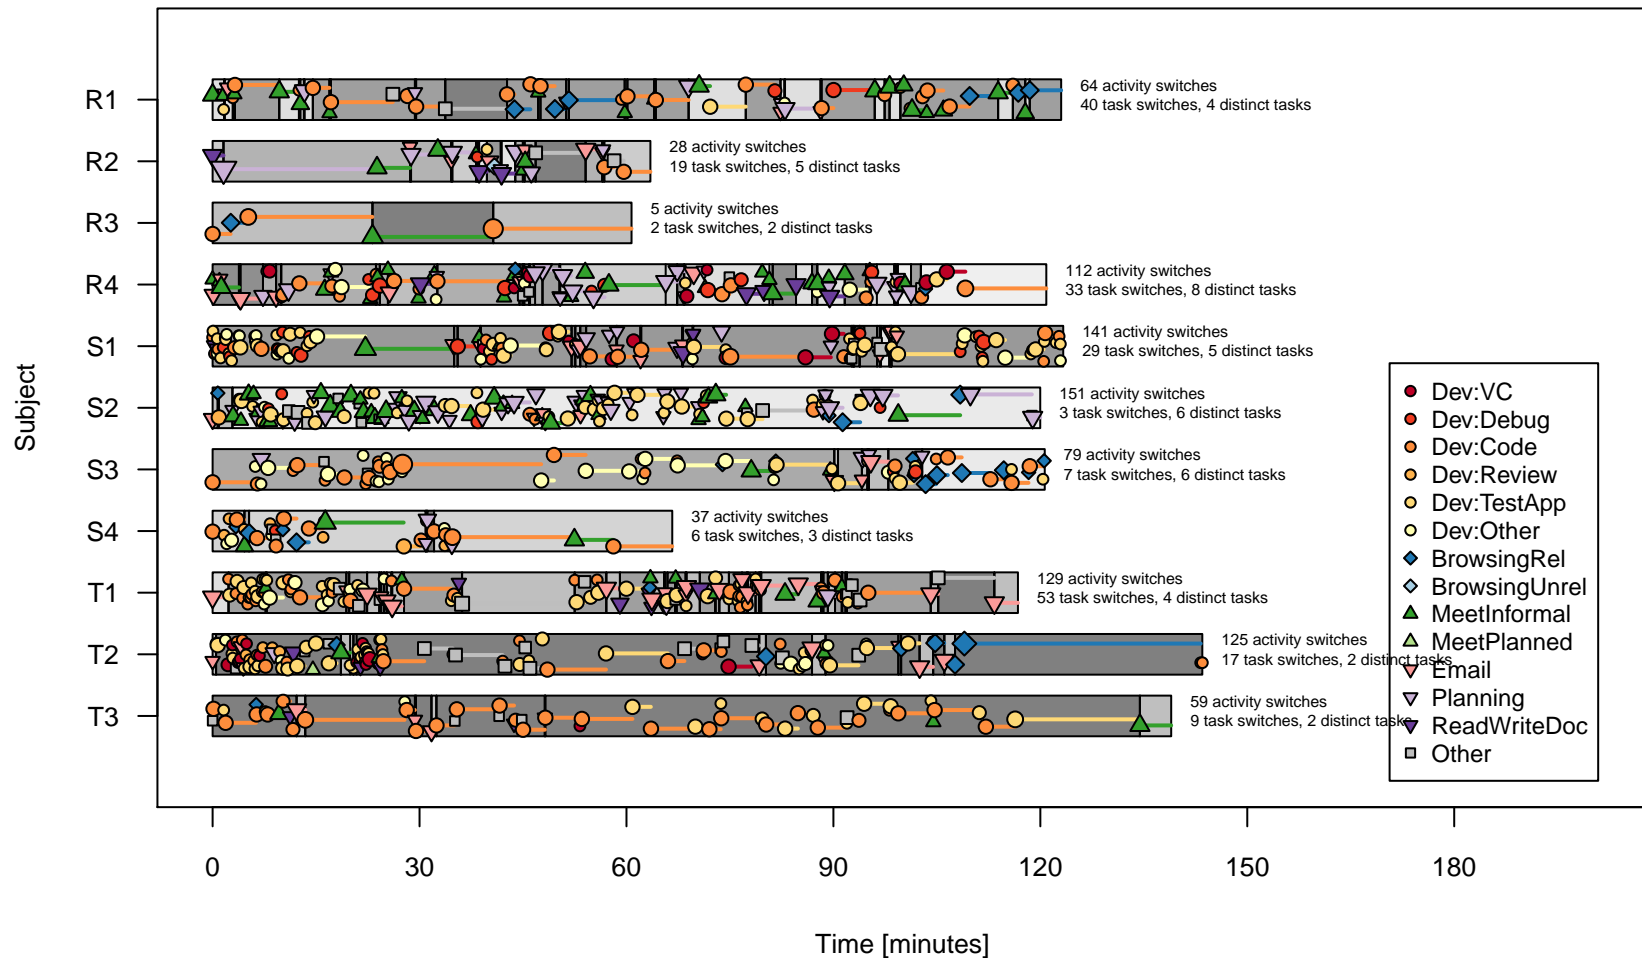 R1
64 activity switches
40 task switches, 4 distinct tasks
R2
28 activity switches
19 task switches, 5 distinct tasks
R3
5 activity switches
2 task switches, 2 distinct tasks
R4
112 activity switches
33 task switches, 8 distinct tasks
S1
141 activity switches
29 task switches, 5 distinct tasks
S2
151 activity switches
3 task switches, 6 distinct tasks
S3
79 activity switches
7 task switches, 6 distinct tasks
S4
37 activity switches
6 task switches, 3 distinct tasks
T1
129 activity switches
53 task switches, 4 distinct tasks
T2
125 activity switches
17 task switches, 2 distinct tasks
T3
59 activity switches
9 task switches, 2 distinct tasks
Subject
Dev:VC
Dev:Debug
Dev:Code
Dev:Review
Dev:TestApp
Dev:Other
BrowsingRel
BrowsingUnrel
MeetInformal
MeetPlanned
Email
Planning
ReadWriteDoc
Other
0 30 60 90 120 150 180
Time [minutes]